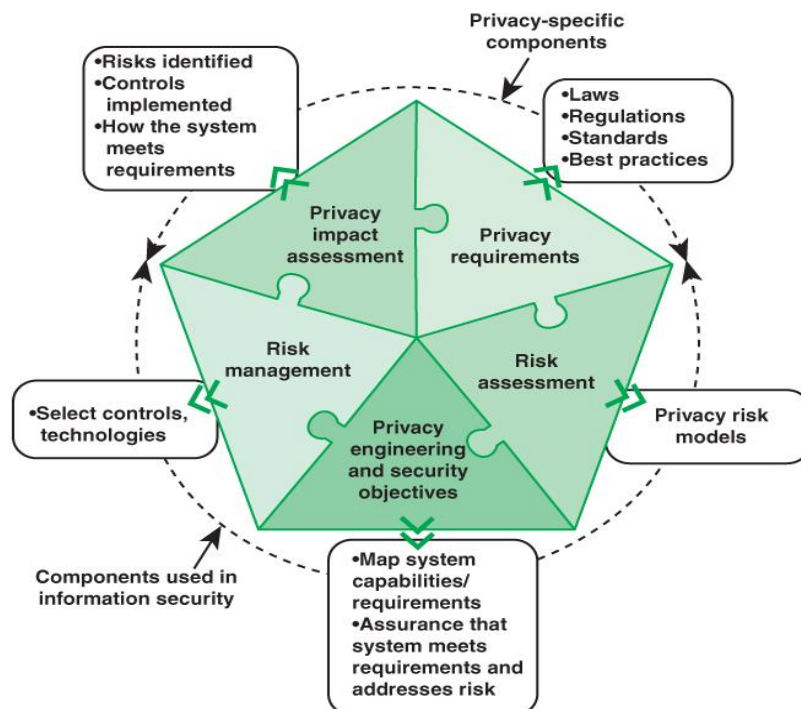 Privacy-specific
components
•Risks identified
•Controls
implemented
•How the system
meets
requirements
•Laws
•Regulations
•Standards
•Best practices
Privacy
impact
assessment
Privacy
requirements
Risk
management
Risk
assessment
Privacy
engineering
and security
objectives
•Select controls,
technologies
Privacy risk
models
Components used in
information security
•Map system
capabilities/
requirements
•Assurance that
system meets
requirements and
addresses risk